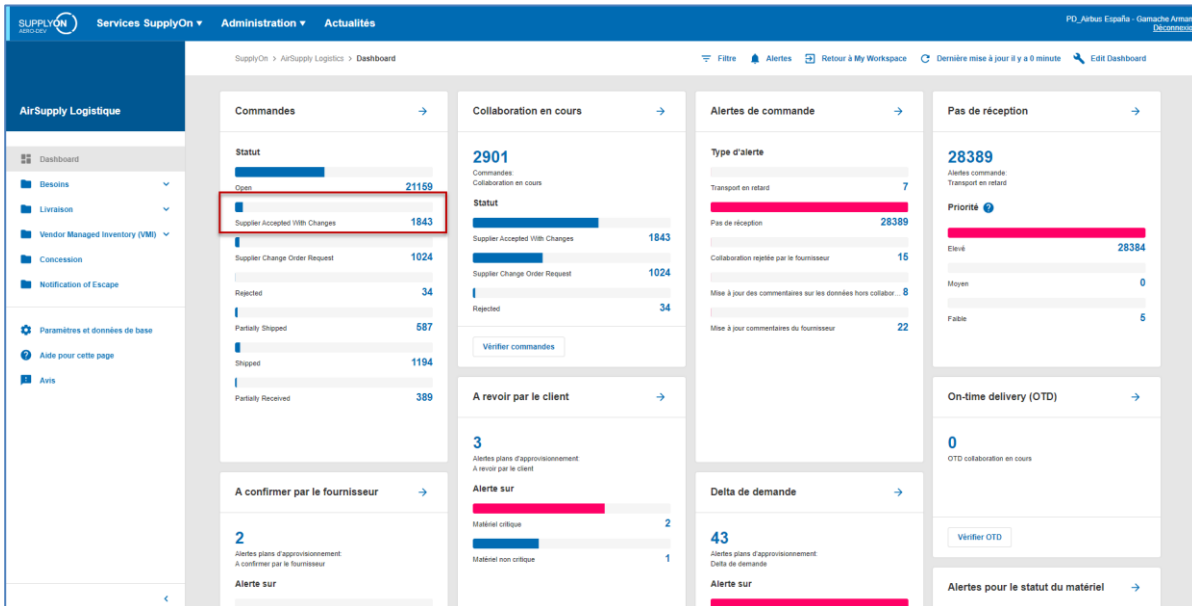 SUPPLYON
AERO-DEV
Services SupplyOn ▾ Administration ▾ Actualités
PD_Airbus España - Gamache Arman
Déconnexio
SupplyOn > AirSupply Logistics > Dashboard
Filtre Alertes Retour à My Workspace Dernière mise à jour il y a 0 minute Edit Dashboard
AirSupply Logistique
Dashboard
Besoins
Livraison
Vendor Managed Inventory (VMI)
Concession
Notification of Escape
Paramètres et données de base
Aide pour cette page
Avis
Commandes
Statut
Open 21159
Supplier Accepted With Changes 1843
Supplier Change Order Request 1024
Rejected 34
Partially Shipped 587
Shipped 1194
Partially Received 389
A confirmer par le fournisseur
2
Alertes plans d'approvisionnement:
A confirmer par le fournisseur
Alerte sur
Collaboration en cours
2901
Commandes:
Collaboration en cours
Statut
Supplier Accepted With Changes 1843
Supplier Change Order Request 1024
Rejected 34
Vérifier commandes
A revoir par le client
3
Alertes plans d'approvisionnement:
A revoir par le client
Alerte sur
Matériel critique 2
Matériel non critique 1
Alertes de commande
Type d'alerte
Transport en retard 7
Pas de réception 28389
Collaboration rejetée par le fournisseur 15
Mise à jour des commentaires sur les données hors collabor... 8
Mise à jour commentaires du fournisseur 22
Delta de demande
43
Alertes plans d'approvisionnement:
Delta de demande
Alerte sur
Pas de réception
28389
Alertes commande:
Transport en retard
Priorité
Elevé 28384
Moyen 0
Faible 5
On-time delivery (OTD)
0
OTD collaboration en cours
Vérifier OTD
Alertes pour le statut du matériel